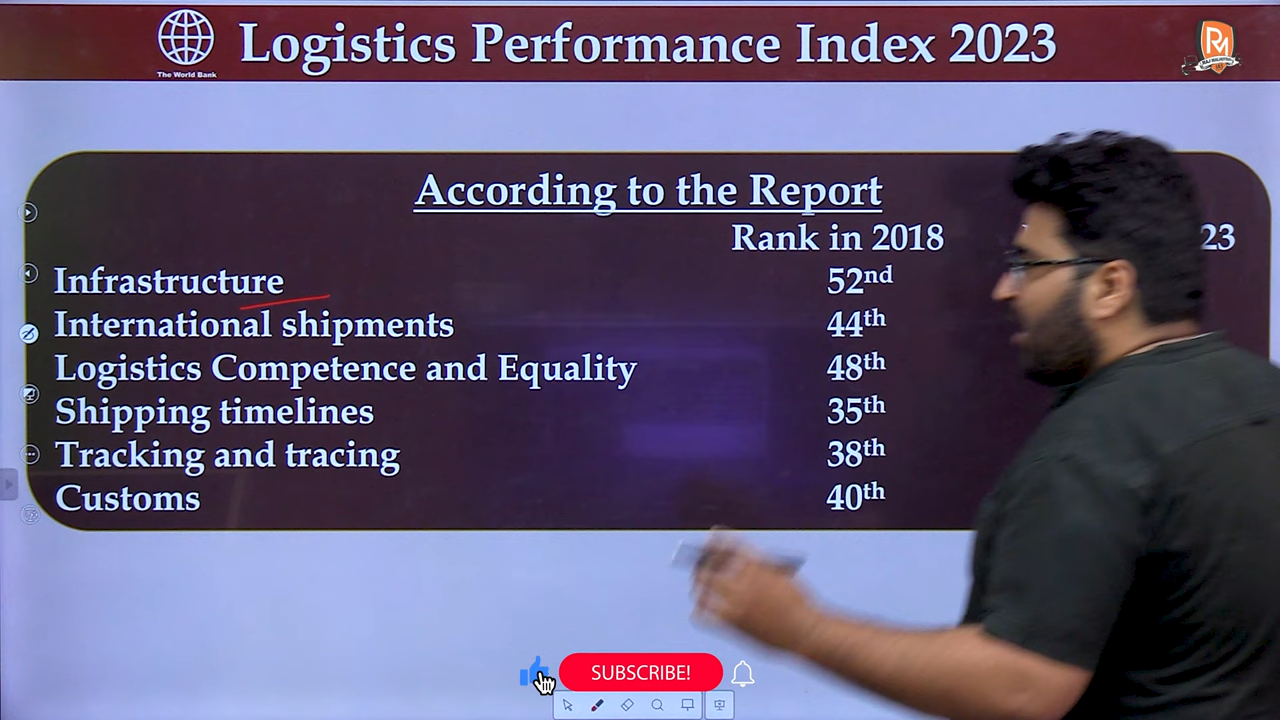 The World Bank
Logistics Performance Index 2023
According to the Report
Rank in 2018 23
Infrastructure 52nd
International shipments 44th
Logistics Competence and Equality 48th
Shipping timelines 35th
Tracking and tracing 38th
Customs 40th
SUBSCRIBE!